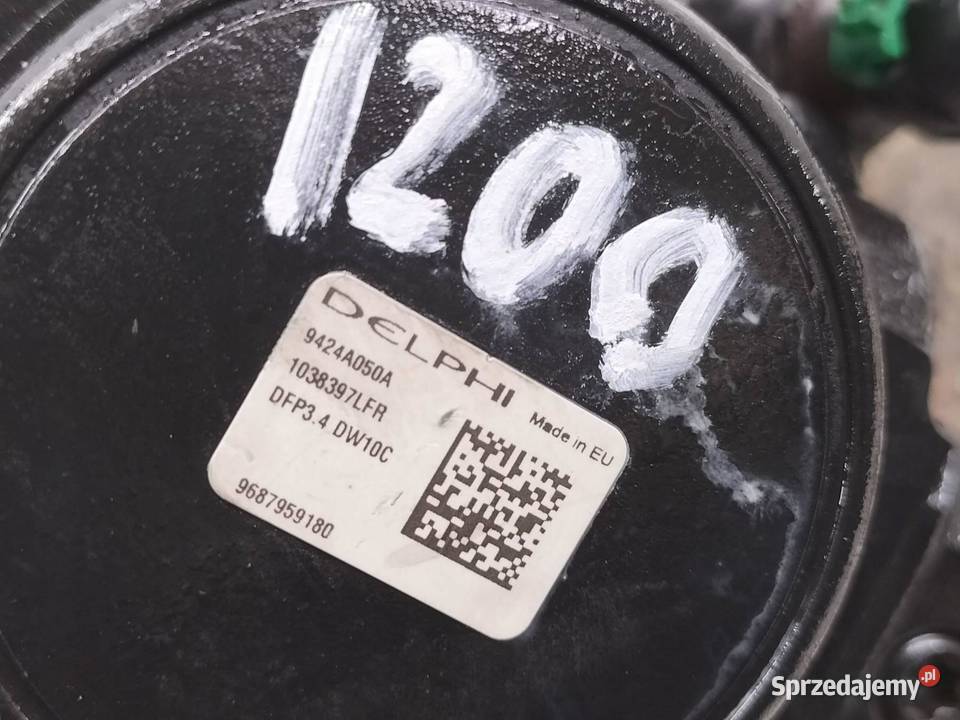 1200
DELPHI
9424A050A
1038397LFR
DFP3.4 DW10C
Made in EU
9687959180
Sprzedajemy.pl